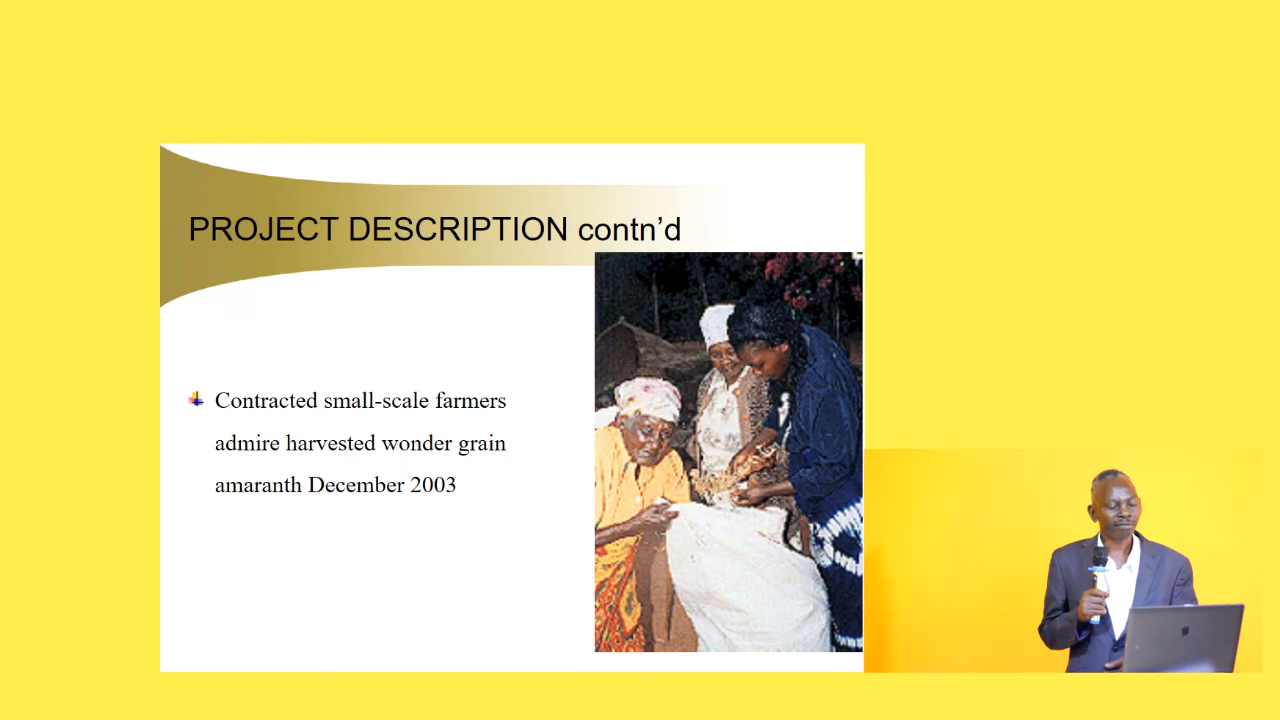 PROJECT DESCRIPTION contn’d
Contracted small-scale farmers
admire harvested wonder grain
amaranth December 2003